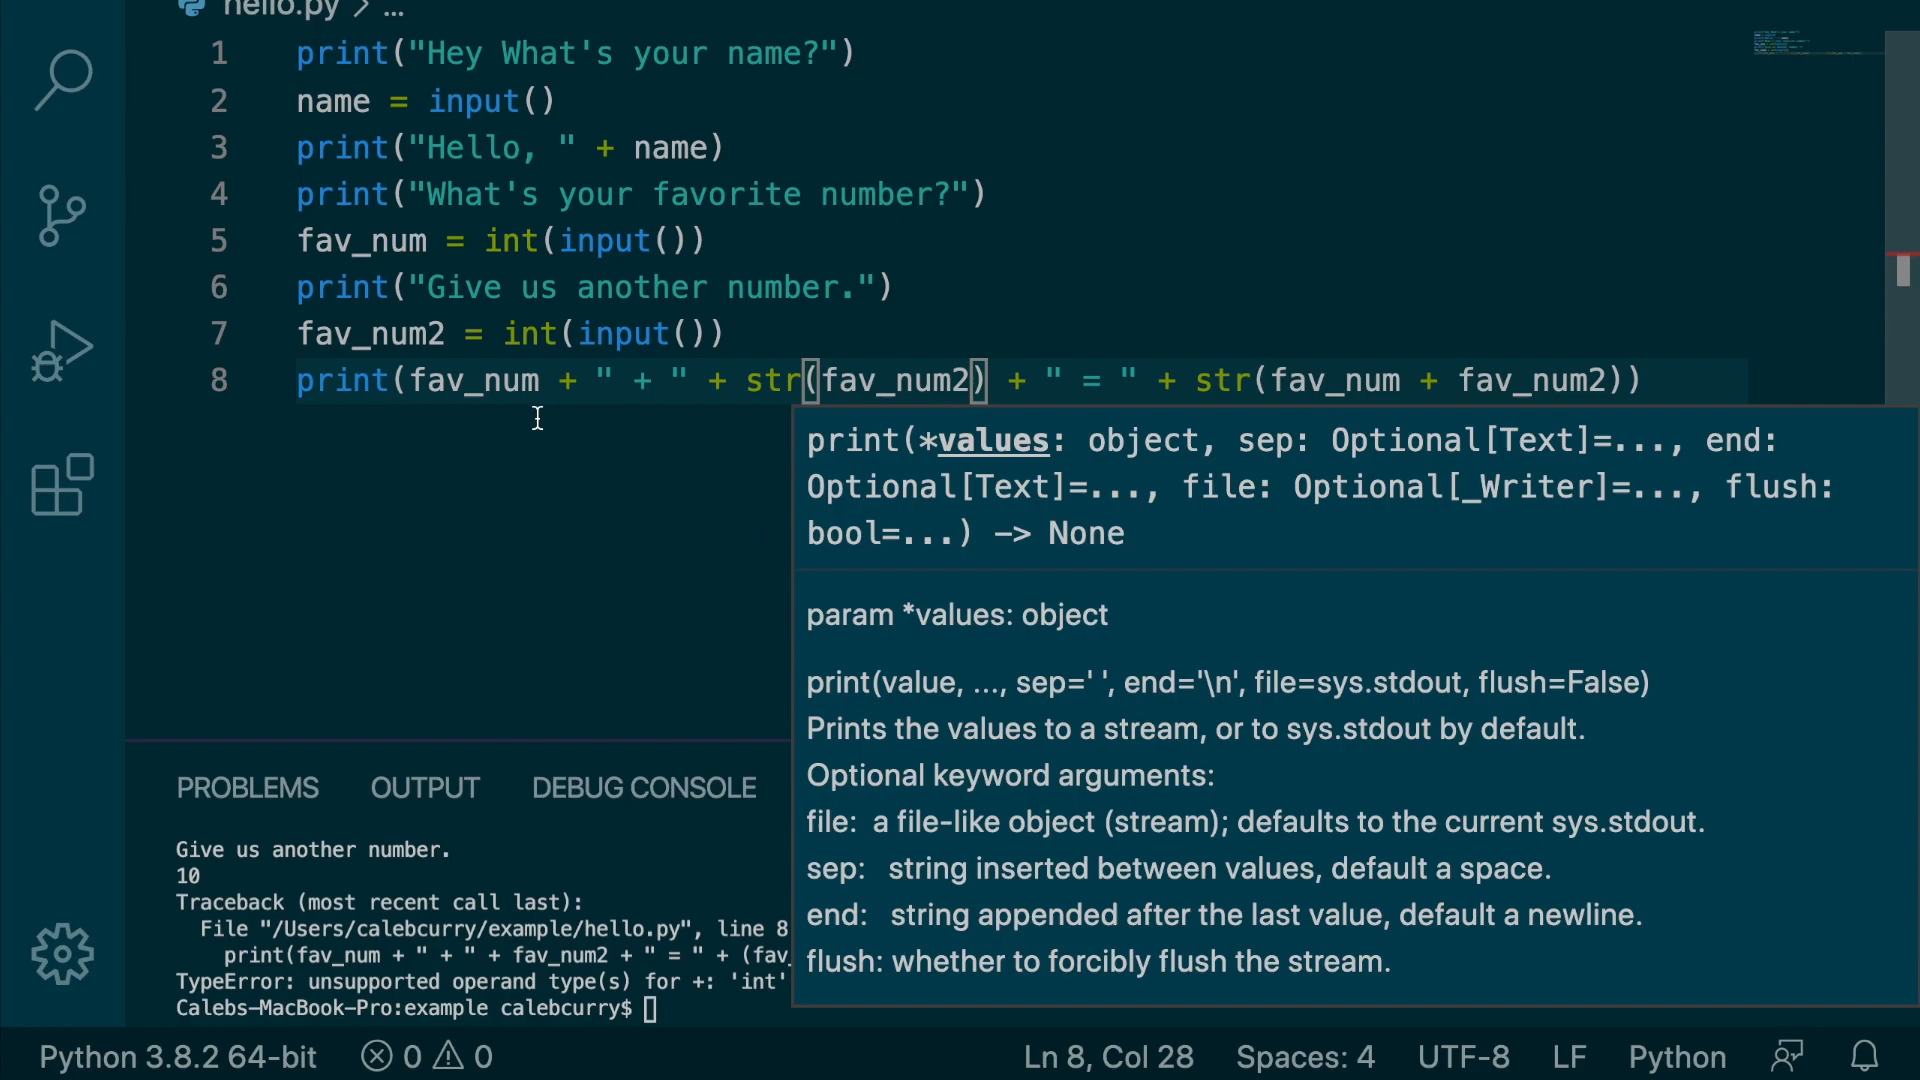 hello.py > ...
1 print("Hey What's your name?")
2 name = input()
3 print("Hello, " + name)
4 print("What's your favorite number?")
5 fav_num = int(input())
6 print("Give us another number.")
7 fav_num2 = int(input())
8 print(fav_num + " + " + str(fav_num2) + " = " + str(fav_num + fav_num2))
print(*values: object, sep: Optional[Text]=..., end:
Optional[Text]=..., file: Optional[_Writer]=..., flush:
bool=...) -> None
param *values: object
print(value, ..., sep=' ', end='\n', file=sys.stdout, flush=False)
Prints the values to a stream, or to sys.stdout by default.
Optional keyword arguments:
file: a file-like object (stream); defaults to the current sys.stdout.
sep: string inserted between values, default a space.
end: string appended after the last value, default a newline.
flush: whether to forcibly flush the stream.
PROBLEMS OUTPUT DEBUG CONSOLE
Give us another number.
10
Traceback (most recent call last):
File "/Users/calebcurry/example/hello.py", line 8
print(fav_num + " + " + fav_num2 + " = " + (fav_
TypeError: unsupported operand type(s) for +: 'int'
Calebs-MacBook-Pro:example calebcurry$
Python 3.8.2 64-bit 0 0 Ln 8, Col 28 Spaces: 4 UTF-8 LF Python